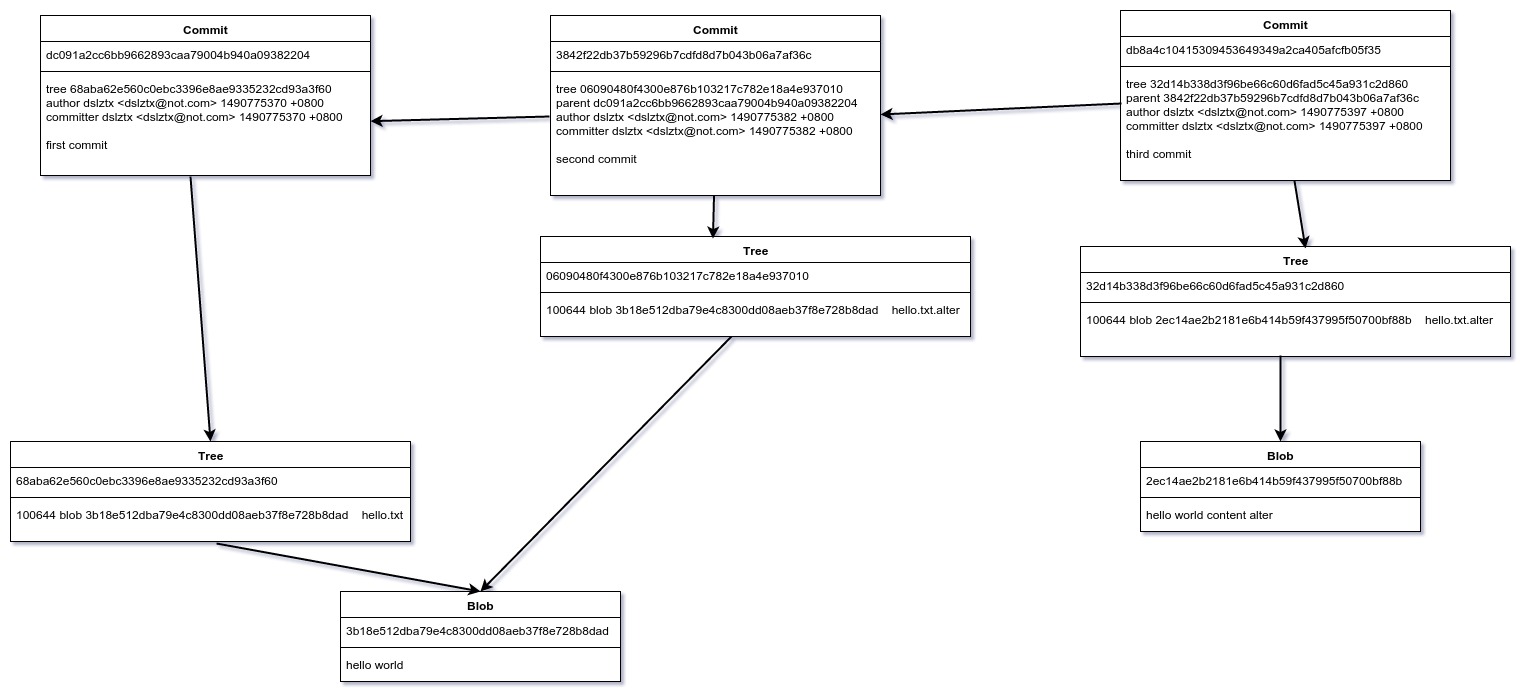 Commit
dc091a2cc6bb9662893caa79004b940a09382204
tree 68aba62e560c0ebc3396e8ae9335232cd93a3f60
author dslztx <dslztx@not.com> 1490775370 +0800
committer dslztx <dslztx@not.com> 1490775370 +0800
first commit
Commit
3842f22db37b59296b7cdfd8d7b043b06a7af36c
tree 06090480f4300e876b103217c782e18a4e937010
parent dc091a2cc6bb9662893caa79004b940a09382204
author dslztx <dslztx@not.com> 1490775382 +0800
committer dslztx <dslztx@not.com> 1490775382 +0800
second commit
Commit
db8a4c10415309453649349a2ca405afcfb05f35
tree 32d14b338d3f96be66c60d6fad5c45a931c2d860
parent 3842f22db37b59296b7cdfd8d7b043b06a7af36c
author dslztx <dslztx@not.com> 1490775397 +0800
committer dslztx <dslztx@not.com> 1490775397 +0800
third commit
Tree
06090480f4300e876b103217c782e18a4e937010
100644 blob 3b18e512dba79e4c8300dd08aeb37f8e728b8dad    hello.txt.alter
Tree
32d14b338d3f96be66c60d6fad5c45a931c2d860
100644 blob 2ec14ae2b2181e6b414b59f437995f50700bf88b    hello.txt.alter
Tree
68aba62e560c0ebc3396e8ae9335232cd93a3f60
100644 blob 3b18e512dba79e4c8300dd08aeb37f8e728b8dad    hello.txt
Blob
2ec14ae2b2181e6b414b59f437995f50700bf88b
hello world content alter
Blob
3b18e512dba79e4c8300dd08aeb37f8e728b8dad
hello world